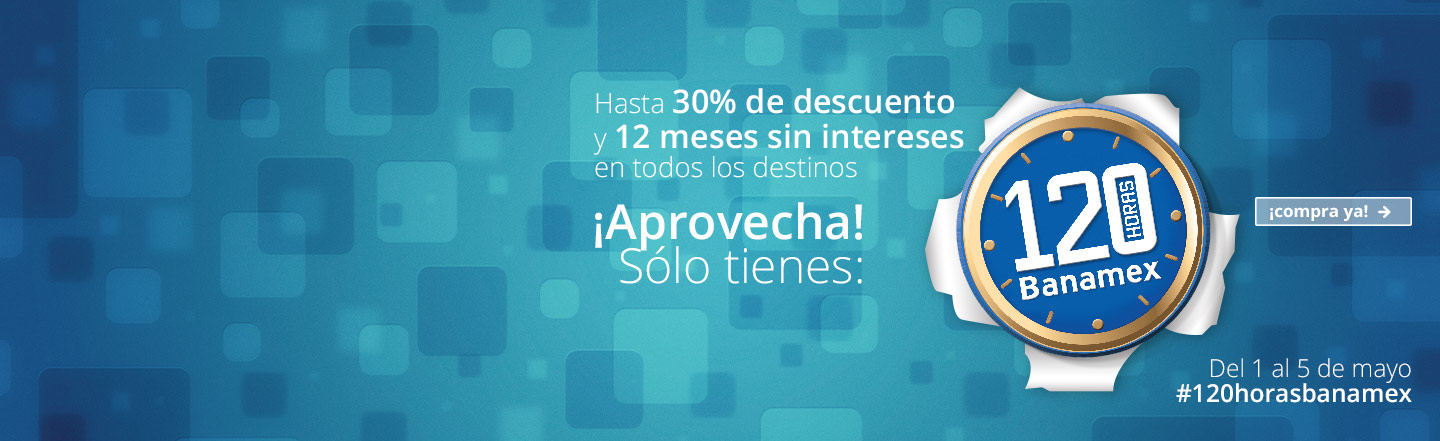 Hasta 30% de descuento
y 12 meses sin intereses
en todos los destinos
¡Aprovecha!
Sólo tienes:
120
HORAS
Banamex
¡compra ya! →
Del 1 al 5 de mayo
#120horasbanamex